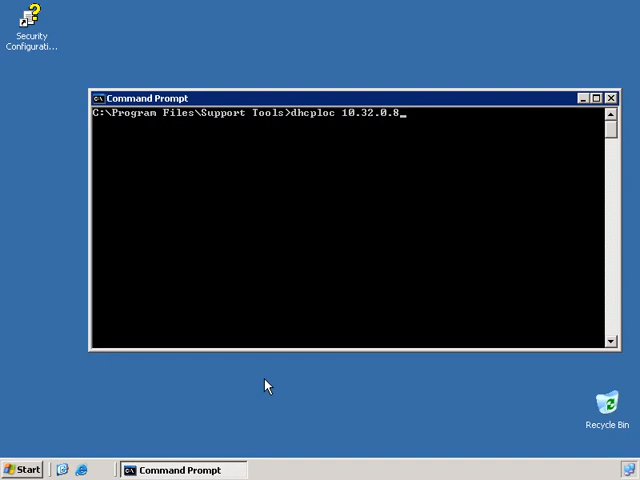 Security
Configurati...
Command Prompt
C:\Program Files\Support Tools>dhcploc 10.32.0.8_
Recycle Bin
Start
Command Prompt